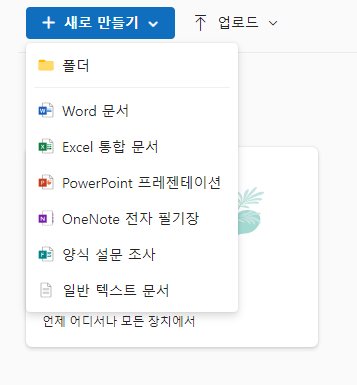 새로 만들기
업로드
폴더
Word 문서
Excel 통합 문서
PowerPoint 프레젠테이션
OneNote 전자 필기장
양식 설문 조사
일반 텍스트 문서
언제 어디서나 모든 장치에서